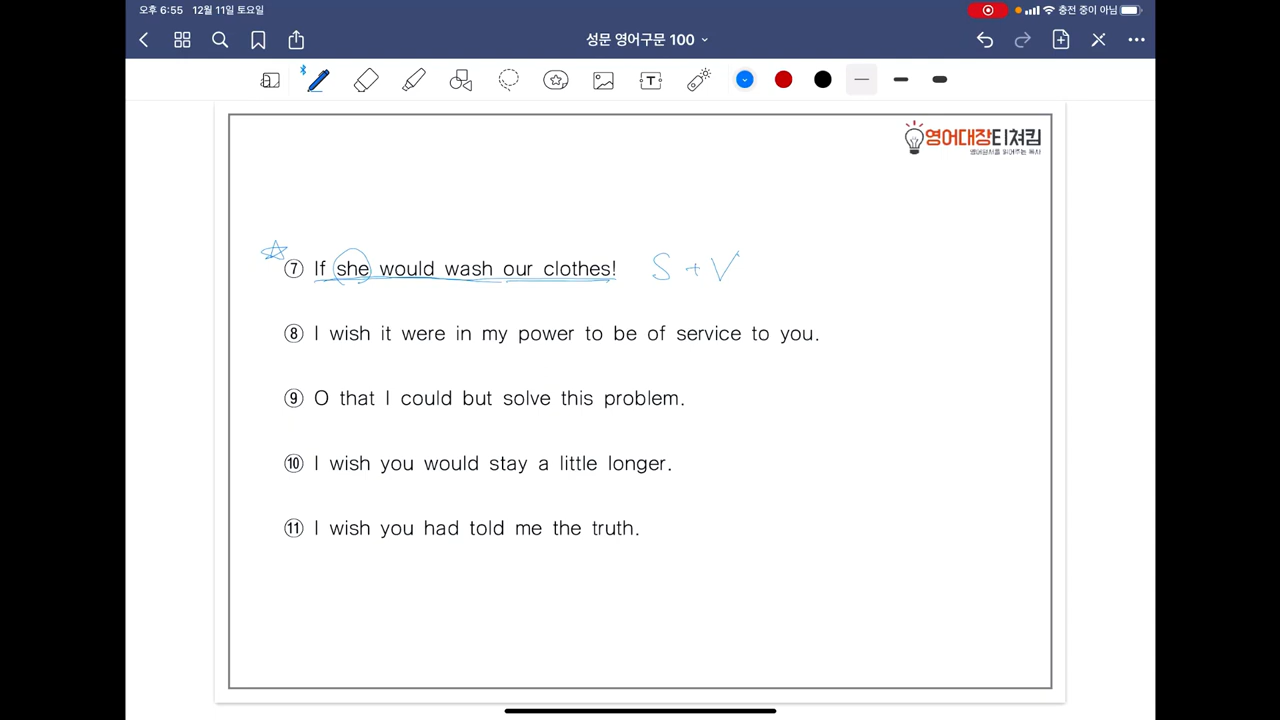 오후 6:55 12월 11일 토요일 충전 중이 아님
성문 영어구문 100
영어대장티쳐킴
☆
⑦ If she would wash our clothes! S + V
⑧ I wish it were in my power to be of service to you.
⑨ O that I could but solve this problem.
⑩ I wish you would stay a little longer.
⑪ I wish you had told me the truth.